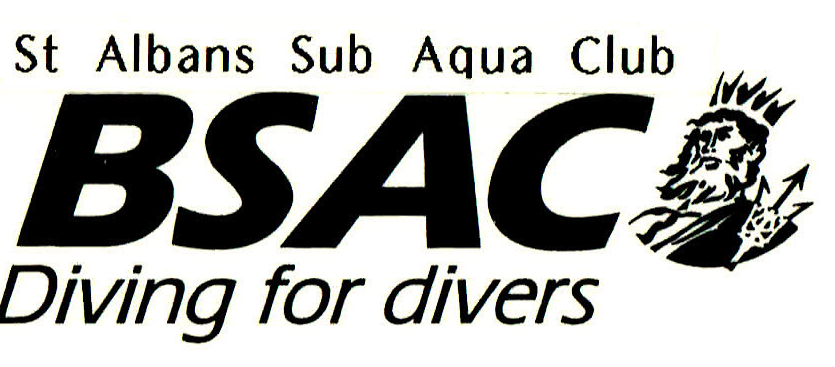 St Albans Sub Aqua Club
BSAC
Diving for divers